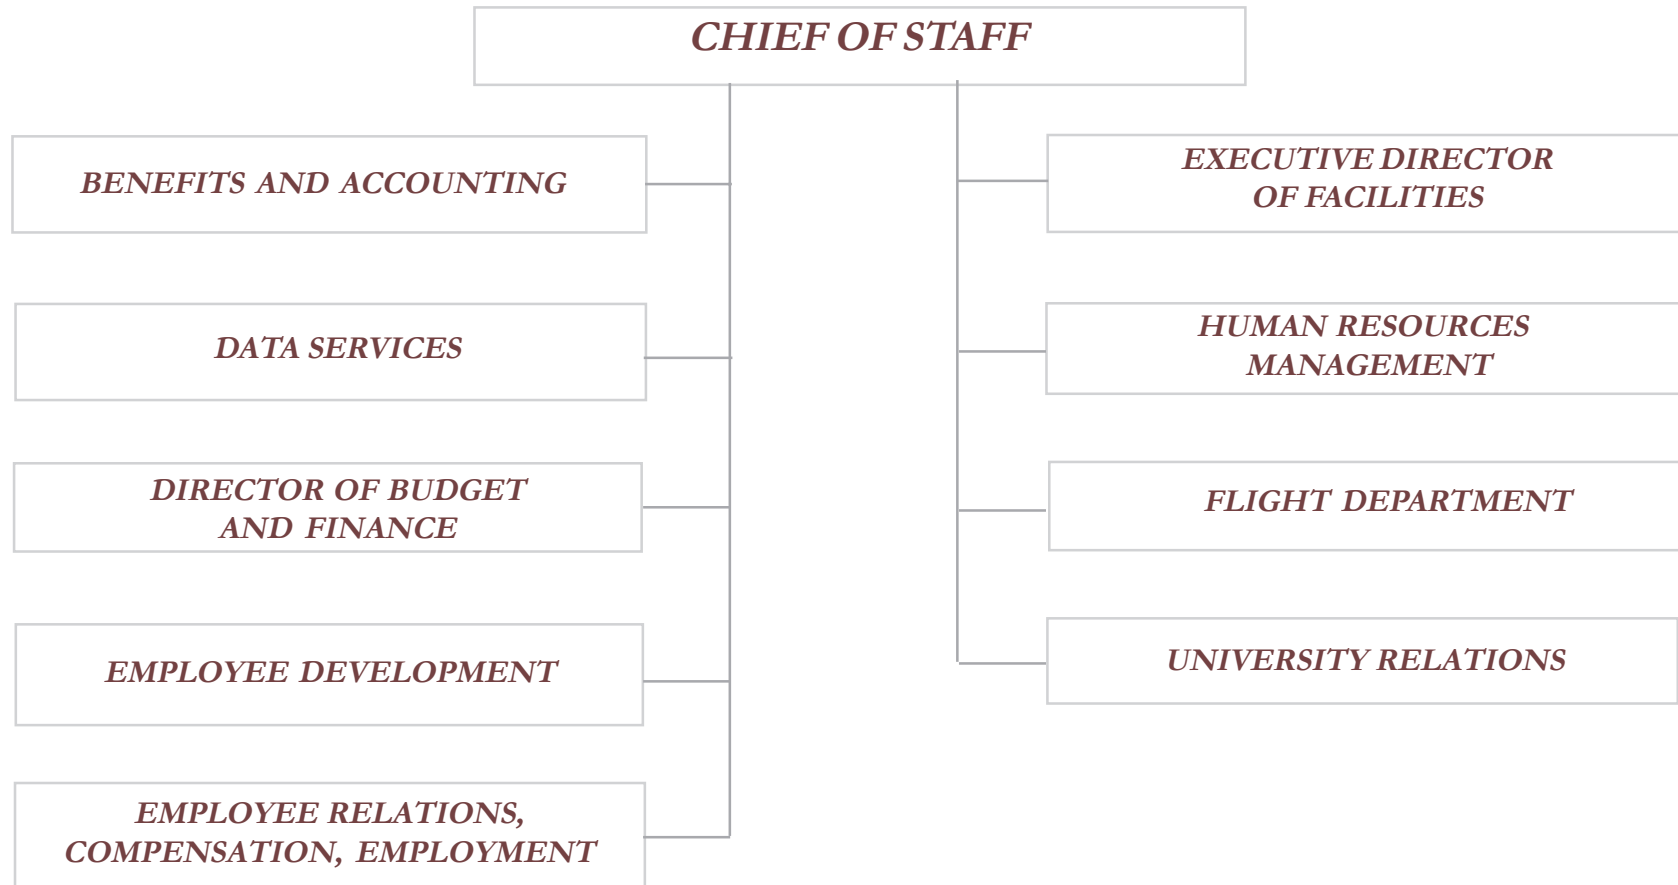 CHIEF OF STAFF
BENEFITS AND ACCOUNTING
DATA SERVICES
DIRECTOR OF BUDGET
AND FINANCE
EMPLOYEE DEVELOPMENT
EMPLOYEE RELATIONS,
COMPENSATION, EMPLOYMENT
EXECUTIVE DIRECTOR
OF FACILITIES
HUMAN RESOURCES
MANAGEMENT
FLIGHT DEPARTMENT
UNIVERSITY RELATIONS